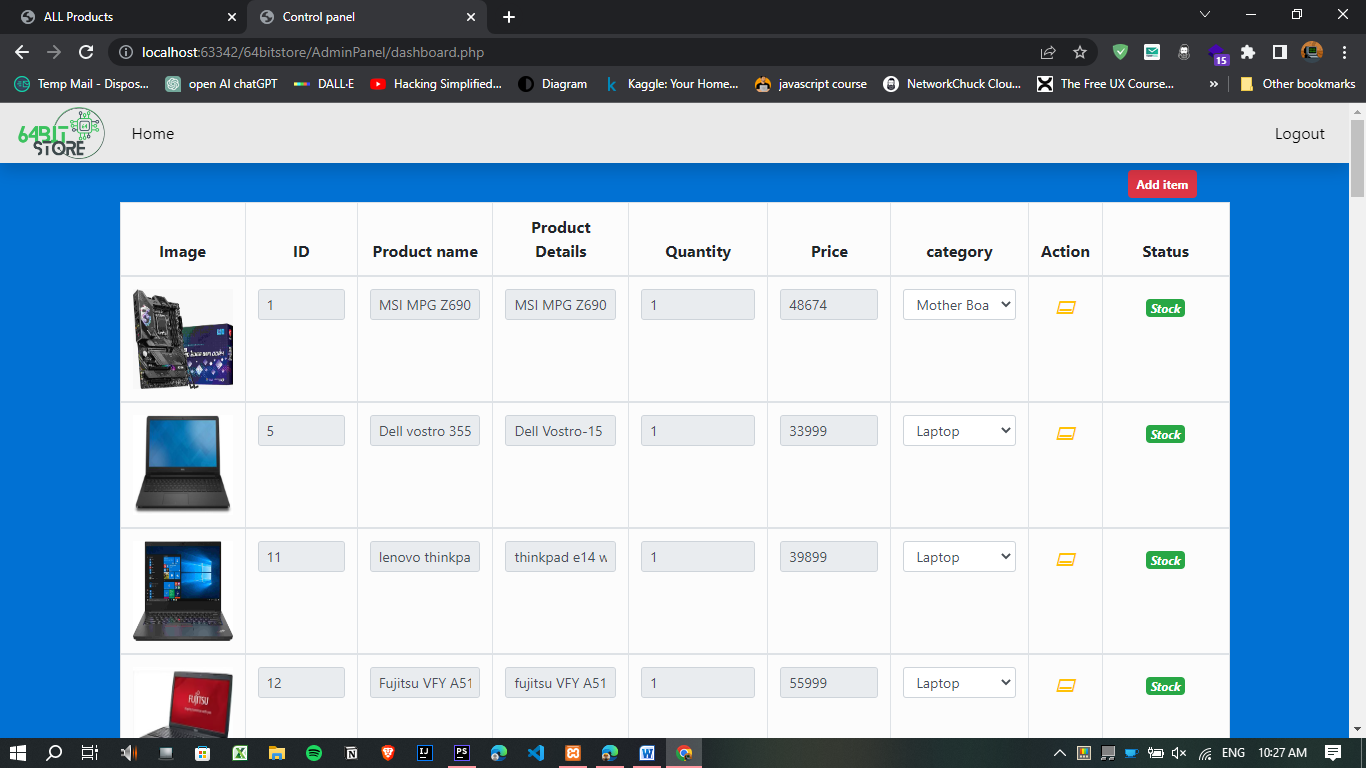 ALL Products
Control panel
localhost:63342/64bitstore/AdminPanel/dashboard.php
15
Temp Mail - Dispos...
open AI chatGPT
DALL·E
Hacking Simplified...
Diagram
Kaggle: Your Home...
javascript course
NetworkChuck Clou...
The Free UX Course...
»
Other bookmarks
64BIT
STORE
Home
Logout
Add item
Image ID Product name Product Details Quantity Price category Action Status
1 MSI MPG Z690 MSI MPG Z690 1 48674 Mother Boa Stock
5 Dell vostro 355 Dell Vostro-15 1 33999 Laptop Stock
11 lenovo thinkpa thinkpad e14 w 1 39899 Laptop Stock
FUJITSU
12 Fujitsu VFY A51 fujitsu VFY A51 1 55999 Laptop Stock
ENG
10:27 AM